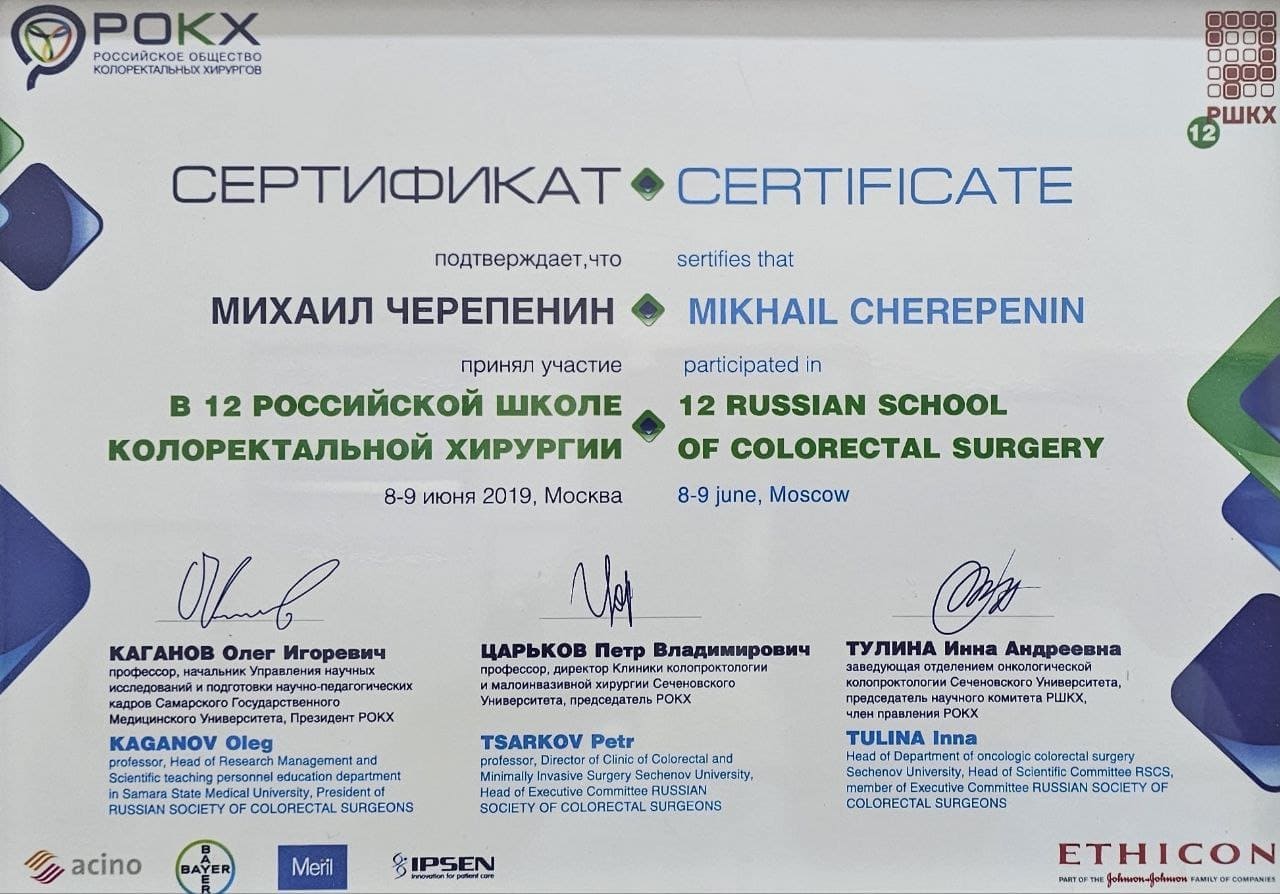 РОКХ
РОССИЙСКОЕ ОБЩЕСТВО
КОЛОРЕКТАЛЬНЫХ ХИРУРГОВ
РШКХ
12
СЕРТИФИКАТ CERTIFICATE
подтверждает,что sertifies that
МИХАИЛ ЧЕРЕПЕНИН MIKHAIL CHEREPENIN
принял участие participated in
В 12 РОССИЙСКОЙ ШКОЛЕ 12 RUSSIAN SCHOOL
КОЛОРЕКТАЛЬНОЙ ХИРУРГИИ OF COLORECTAL SURGERY
8-9 июня 2019, Москва 8-9 june, Moscow
КАГАНОВ Олег Игоревич
профессор, начальник Управления научных
исследований и подготовки научно-педагогических
кадров Самарского Государственного
Медицинского Университета, Президент РОКХ
KAGANOV Oleg
professor, Head of Research Management and
Scientific teaching personnel education department
in Samara State Medical University, President of
RUSSIAN SOCIETY OF COLORECTAL SURGEONS
ЦАРЬКОВ Петр Владимирович
профессор, директор Клиники колопроктологии
и малоинвазивной хирургии Сеченовского
Университета, председатель РОКХ
TSARKOV Petr
professor, Director of Clinic of Colorectal and
Minimally Invasive Surgery Sechenov University,
Head of Executive Committee RUSSIAN
SOCIETY OF COLORECTAL SURGEONS
ТУЛИНА Инна Андреевна
заведующая отделением онкологической
колопроктологии Сеченовского Университета,
председатель научного комитета РШКХ,
член правления РОКХ
TULINA Inna
Head of Department of oncologic colorectal surgery
Sechenov University, Head of Scientific Committee RSCS,
member of Executive Committee RUSSIAN SOCIETY OF
COLORECTAL SURGEONS
acino
BAYER
BAYER
Meril
IPSEN
Innovation for patient care
ETHICON
PART OF THE Johnson&Johnson FAMILY OF COMPANIES